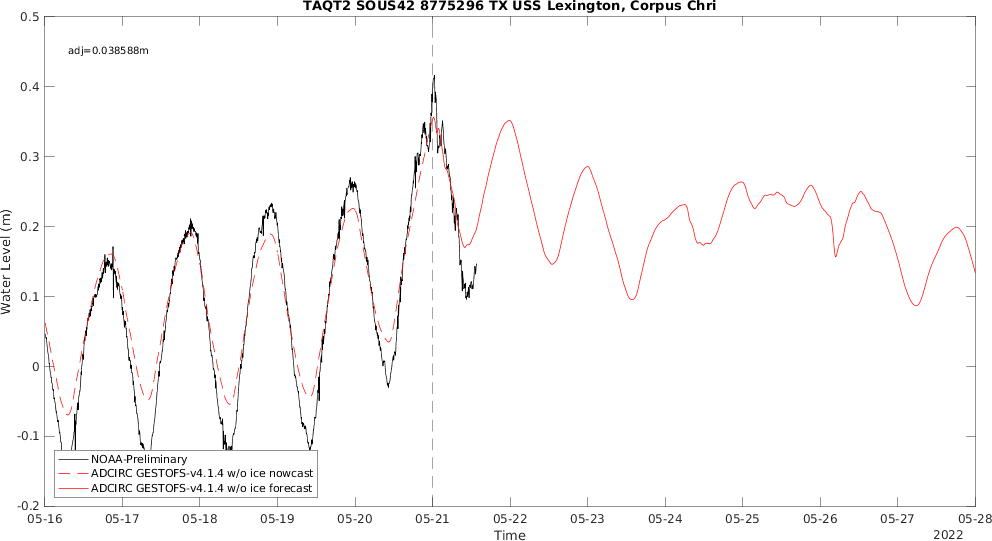 TAQT2 SOUS42 8775296 TX USS Lexington, Corpus Chri
adj=0.038588m
Water Level (m)
0.5
0.4
0.3
0.2
0.1
0
-0.1
-0.2
NOAA-Preliminary
ADCIRC GESTOFS-v4.1.4 w/o ice nowcast
ADCIRC GESTOFS-v4.1.4 w/o ice forecast
05-16 05-17 05-18 05-19 05-20 05-21 05-22 05-23 05-24 05-25 05-26 05-27 05-28
Time
2022